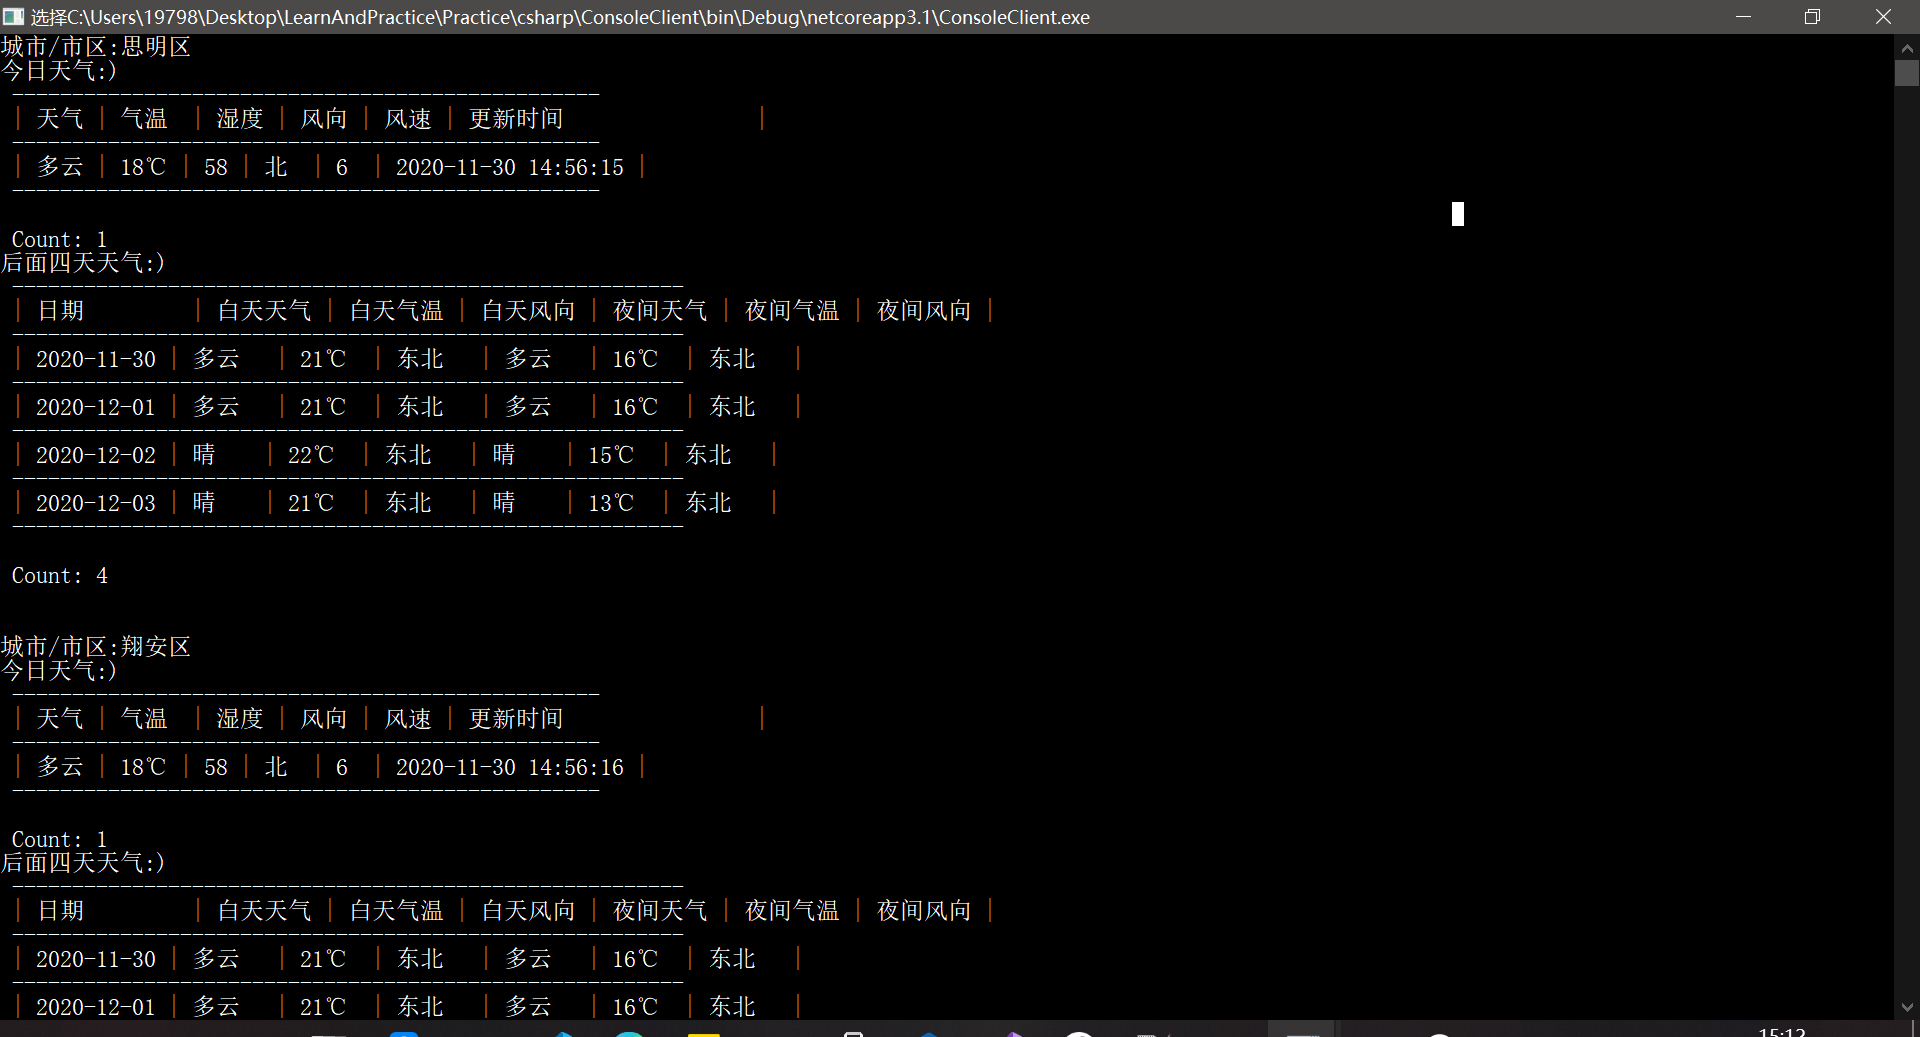 选择C:\Users\19798\Desktop\LearnAndPractice\Practice\csharp\ConsoleClient\bin\Debug\netcoreapp3.1\ConsoleClient.exe
城市/市区:思明区
今日天气:)
-------------------------------------------------
| 天气 | 气温  | 湿度 | 风向 | 风速 | 更新时间                |
-------------------------------------------------
| 多云 | 18℃ | 58 | 北  | 6  | 2020-11-30 14:56:15 |
-------------------------------------------------
Count: 1
后面四天天气:)
--------------------------------------------------------
| 日期         | 白天天气 | 白天气温 | 白天风向 | 夜间天气 | 夜间气温 | 夜间风向 |
--------------------------------------------------------
| 2020-11-30 | 多云   | 21℃  | 东北   | 多云   | 16℃  | 东北   |
--------------------------------------------------------
| 2020-12-01 | 多云   | 21℃  | 东北   | 多云   | 16℃  | 东北   |
--------------------------------------------------------
| 2020-12-02 | 晴    | 22℃  | 东北   | 晴    | 15℃  | 东北   |
--------------------------------------------------------
| 2020-12-03 | 晴    | 21℃  | 东北   | 晴    | 13℃  | 东北   |
--------------------------------------------------------
Count: 4
城市/市区:翔安区
今日天气:)
-------------------------------------------------
| 天气 | 气温  | 湿度 | 风向 | 风速 | 更新时间                |
-------------------------------------------------
| 多云 | 18℃ | 58 | 北  | 6  | 2020-11-30 14:56:16 |
-------------------------------------------------
Count: 1
后面四天天气:)
--------------------------------------------------------
| 日期         | 白天天气 | 白天气温 | 白天风向 | 夜间天气 | 夜间气温 | 夜间风向 |
--------------------------------------------------------
| 2020-11-30 | 多云   | 21℃  | 东北   | 多云   | 16℃  | 东北   |
--------------------------------------------------------
| 2020-12-01 | 多云   | 21℃  | 东北   | 多云   | 16℃  | 东北   |